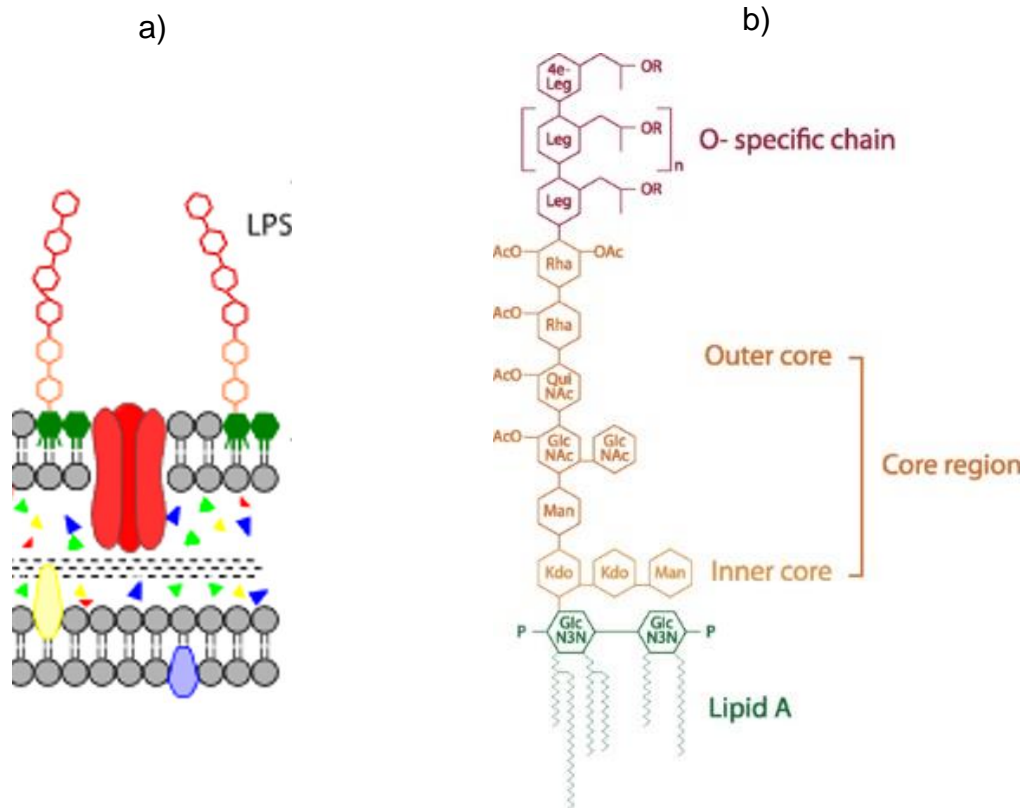 a)
b)
LPS
4e-
Leg
OR
Leg
OR
n
Leg
OR
O- specific chain
AcO
Rha
OAc
AcO
Rha
AcO
Qui
NAc
AcO
Glc
NAc
Glc
NAc
Man
Kdo
Kdo
Man
Outer core
Core region
Inner core
P
Glc
N3N
Glc
N3N
P
Lipid A